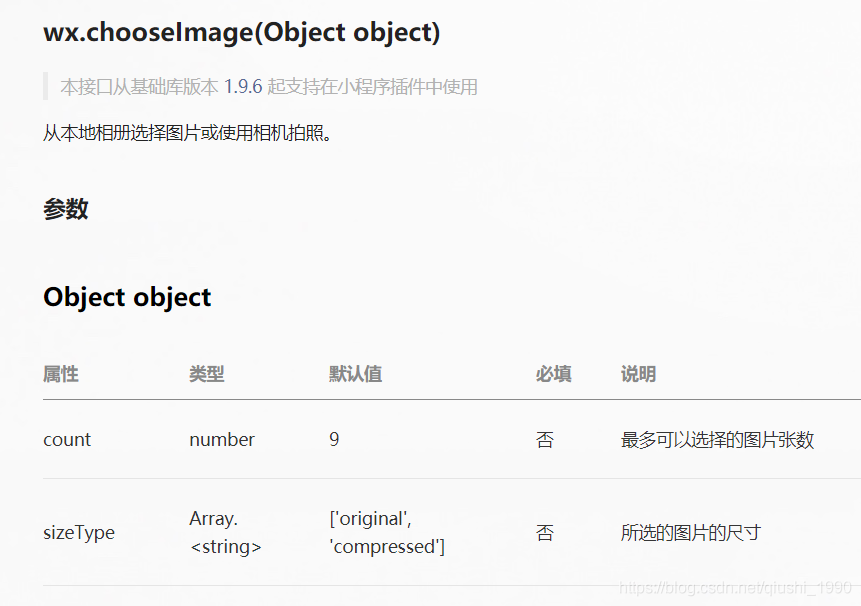 wx.chooseImage(Object object)
本接口从基础库版本 1.9.6 起支持在小程序插件中使用
从本地相册选择图片或使用相机拍照。
参数
Object object
属性 类型 默认值 必填 说明
count number 9 否 最多可以选择的图片张数
sizeType Array.<string> ['original', 'compressed'] 否 所选的图片的尺寸
https://blog.csdn.net/qiushi_1990